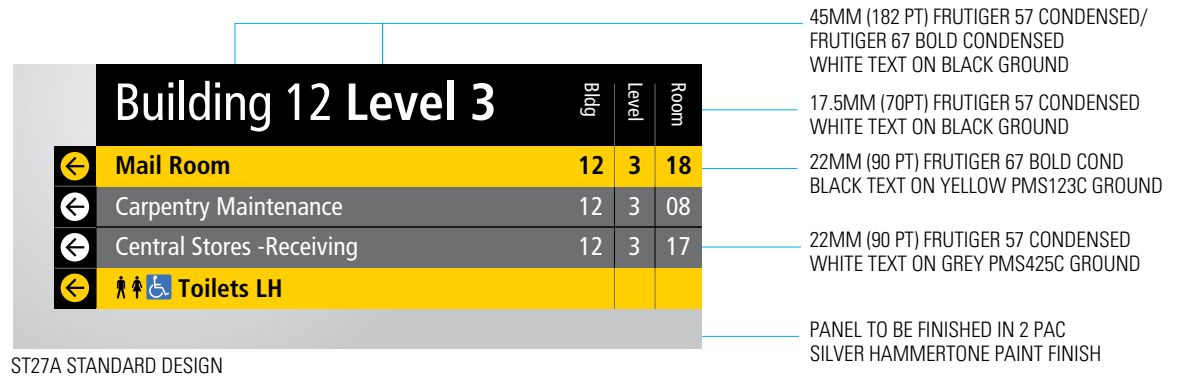 45MM (182 PT) FRUTIGER 57 CONDENSED/
FRUTIGER 67 BOLD CONDENSED
WHITE TEXT ON BLACK GROUND
Building 12 Level 3
Bldg
Level
Room
17.5MM (70PT) FRUTIGER 57 CONDENSED
WHITE TEXT ON BLACK GROUND
Mail Room 12 3 18
22MM (90 PT) FRUTIGER 67 BOLD COND
BLACK TEXT ON YELLOW PMS123C GROUND
Carpentry Maintenance 12 3 08
Central Stores -Receiving 12 3 17
22MM (90 PT) FRUTIGER 57 CONDENSED
WHITE TEXT ON GREY PMS425C GROUND
Toilets LH
PANEL TO BE FINISHED IN 2 PAC
SILVER HAMMERTONE PAINT FINISH
ST27A STANDARD DESIGN